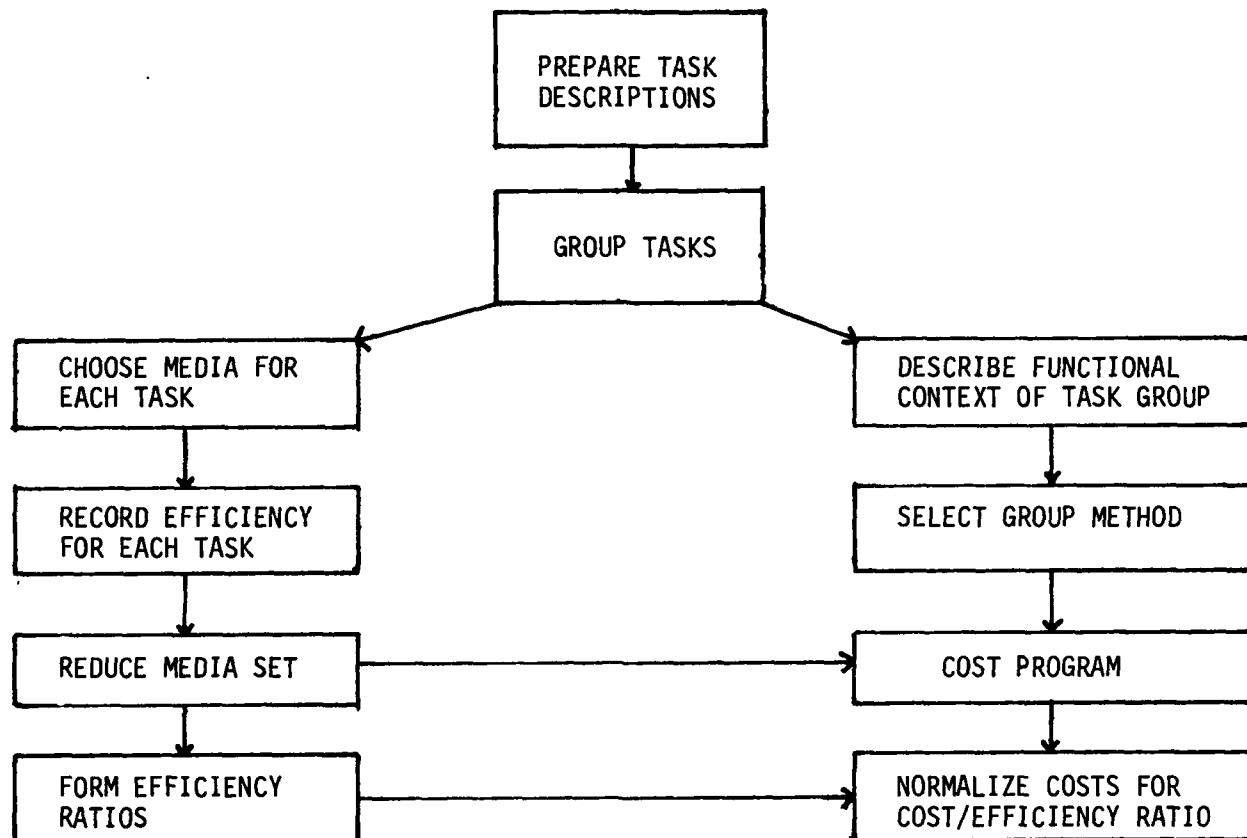 PREPARE TASK
DESCRIPTIONS
GROUP TASKS
CHOOSE MEDIA FOR
EACH TASK
DESCRIBE FUNCTIONAL
CONTEXT OF TASK GROUP
RECORD EFFICIENCY
FOR EACH TASK
SELECT GROUP METHOD
REDUCE MEDIA SET
COST PROGRAM
FORM EFFICIENCY
RATIOS
NORMALIZE COSTS FOR
COST/EFFICIENCY RATIO